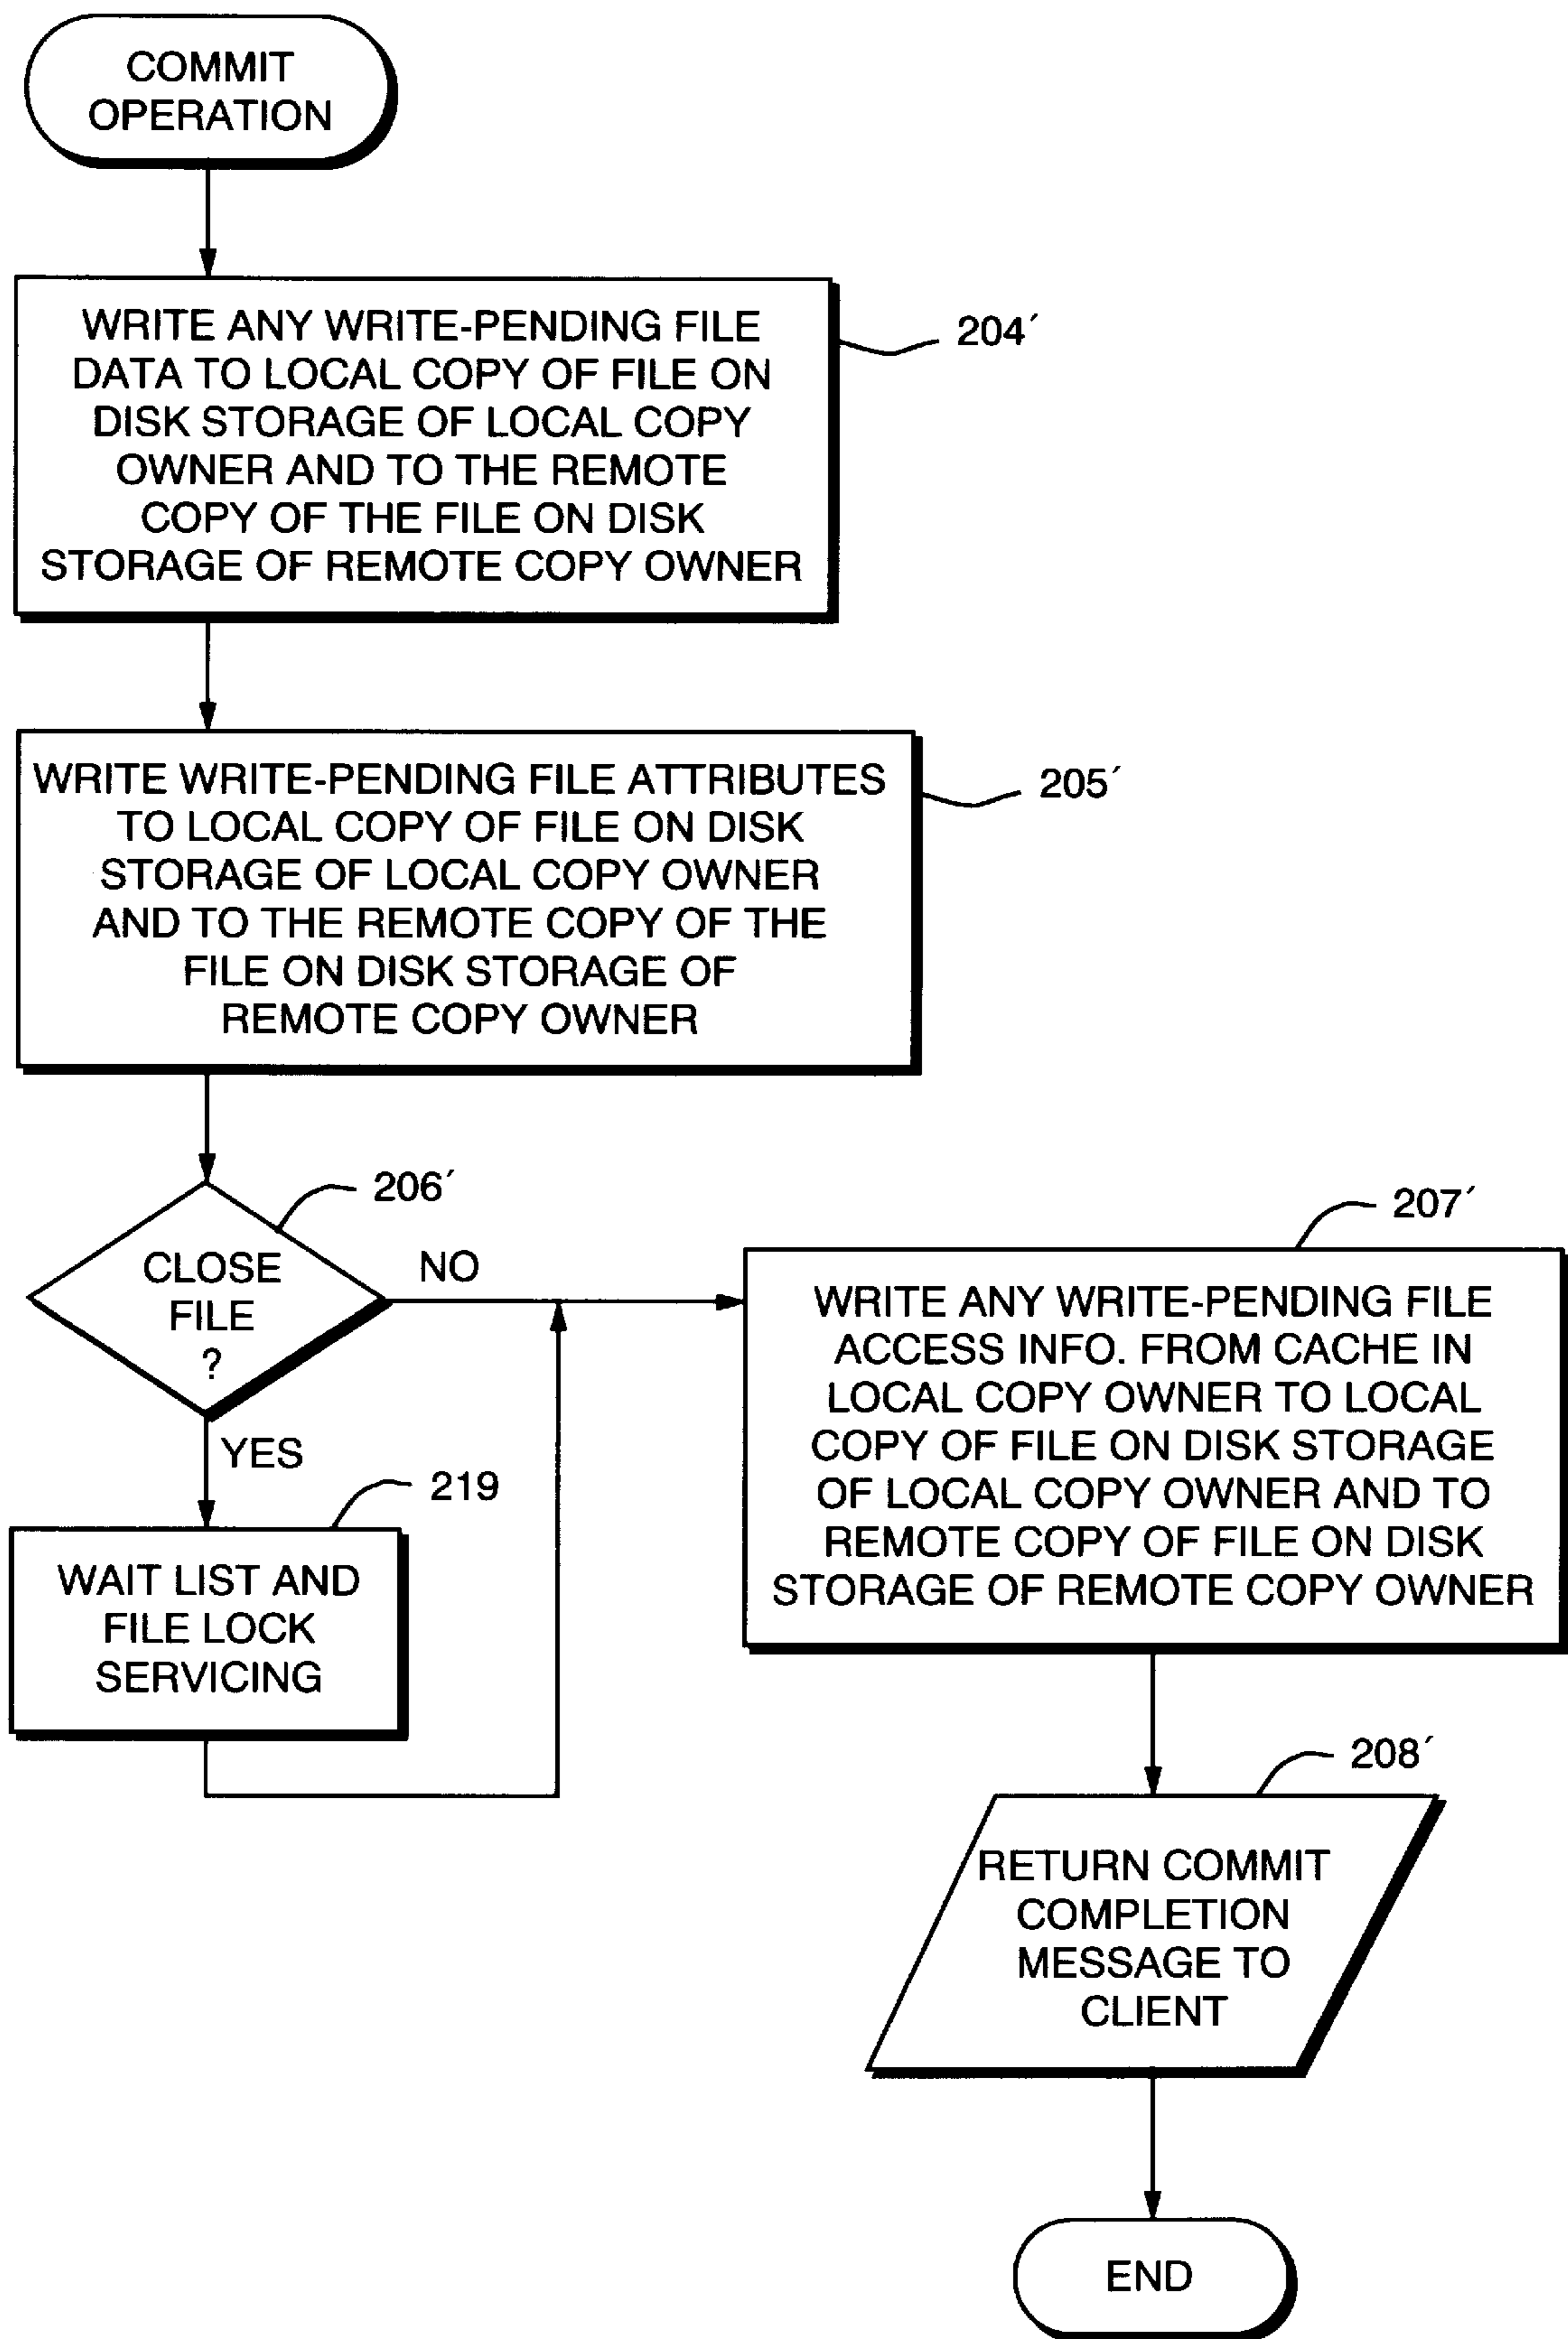 COMMIT
OPERATION
WRITE ANY WRITE-PENDING FILE
DATA TO LOCAL COPY OF FILE ON
DISK STORAGE OF LOCAL COPY
OWNER AND TO THE REMOTE
COPY OF THE FILE ON DISK
STORAGE OF REMOTE COPY OWNER
204´
WRITE WRITE-PENDING FILE ATTRIBUTES
TO LOCAL COPY OF FILE ON DISK
STORAGE OF LOCAL COPY OWNER
AND TO THE REMOTE COPY OF THE
FILE ON DISK STORAGE OF
REMOTE COPY OWNER
205´
206´
CLOSE
FILE
?
NO
YES
219
WAIT LIST AND
FILE LOCK
SERVICING
207´
WRITE ANY WRITE-PENDING FILE
ACCESS INFO. FROM CACHE IN
LOCAL COPY OWNER TO LOCAL
COPY OF FILE ON DISK STORAGE
OF LOCAL COPY OWNER AND TO
REMOTE COPY OF FILE ON DISK
STORAGE OF REMOTE COPY OWNER
208´
RETURN COMMIT
COMPLETION
MESSAGE TO
CLIENT
END